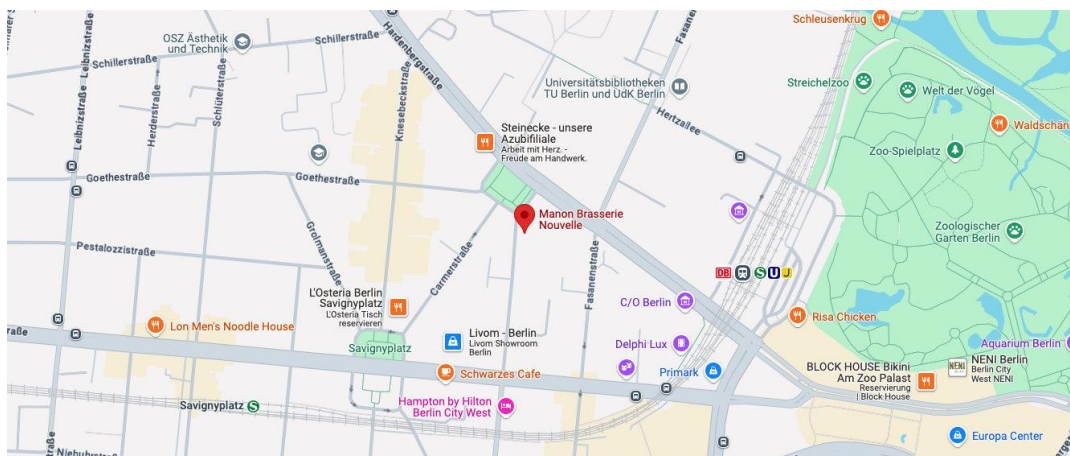 Schleusenkrug
OSZ Ästhetik
und Technik
Schillerstraße
Schillerstraße
Leibnizstraße
Leibnizstraße
Herderstraße
Schlüterstraße
Knesebeckstraße
Hardenbergstraße
Fasanenstraße
Universitätsbibliotheken
TU Berlin und UdK Berlin
Hertzallee
Streichelzoo
Welt der Vögel
Waldschän
Zoo-Spielplatz
Steinecke - unsere
Azubifiliale
Arbeit mit Herz. -
Freude am Handwerk.
Goethestraße
Goethestraße
Manon Brasserie
Nouvelle
Zoologischer
Garten Berlin
Pestalozzistraße
Grolmanstraße
Carmerstraße
Fasanenstraße
DB
S
U
J
L'Osteria Berlin
Savignyplatz
L'Osteria Tisch
reservieren
C/O Berlin
Risa Chicken
Lon Men's Noodle House
Savignyplatz
Livom - Berlin
Livom Showroom
Berlin
Delphi Lux
Aquarium Berlin
Schwarzes Cafe
Primark
BLOCK HOUSE Bikini
Am Zoo Palast
Reservierung
| Block House
NENI
NENI Berlin
Berlin City
West NENI
Savignyplatz
S
Hampton by Hilton
Berlin City West
Europa Center
Niebuhrstraße